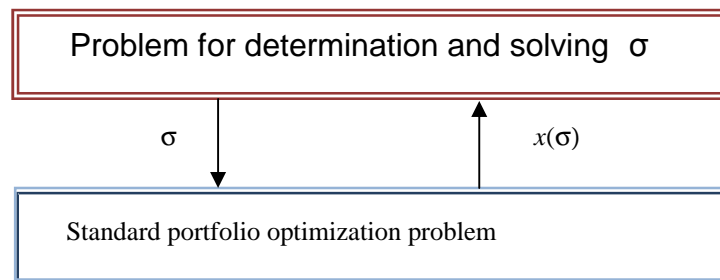 Problem for determination and solving σ
σ
x(σ)
Standard portfolio optimization problem